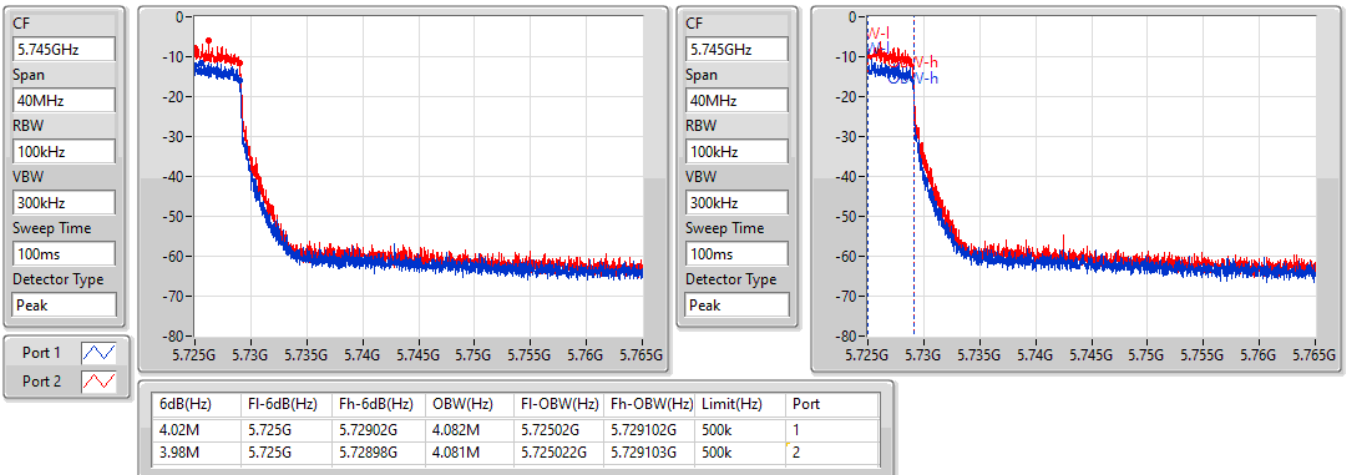 CF
5.745GHz
Span
40MHz
RBW
100kHz
VBW
300kHz
Sweep Time
100ms
Detector Type
Peak
Port 1
Port 2
0
-10
-20
-30
-40
-50
-60
-70
-80
5.725G 5.73G 5.735G 5.74G 5.745G 5.75G 5.755G 5.76G 5.765G
CF
5.745GHz
Span
40MHz
RBW
100kHz
VBW
300kHz
Sweep Time
100ms
Detector Type
Peak
0
-10
-20
-30
-40
-50
-60
-70
-80
W-l
W-h
OBW-h
5.725G 5.73G 5.735G 5.74G 5.745G 5.75G 5.755G 5.76G 5.765G
6dB(Hz) Fl-6dB(Hz) Fh-6dB(Hz) OBW(Hz) Fl-OBW(Hz) Fh-OBW(Hz) Limit(Hz) Port
4.02M 5.725G 5.72902G 4.082M 5.72502G 5.729102G 500k 1
3.98M 5.725G 5.72898G 4.081M 5.725022G 5.729103G 500k 2